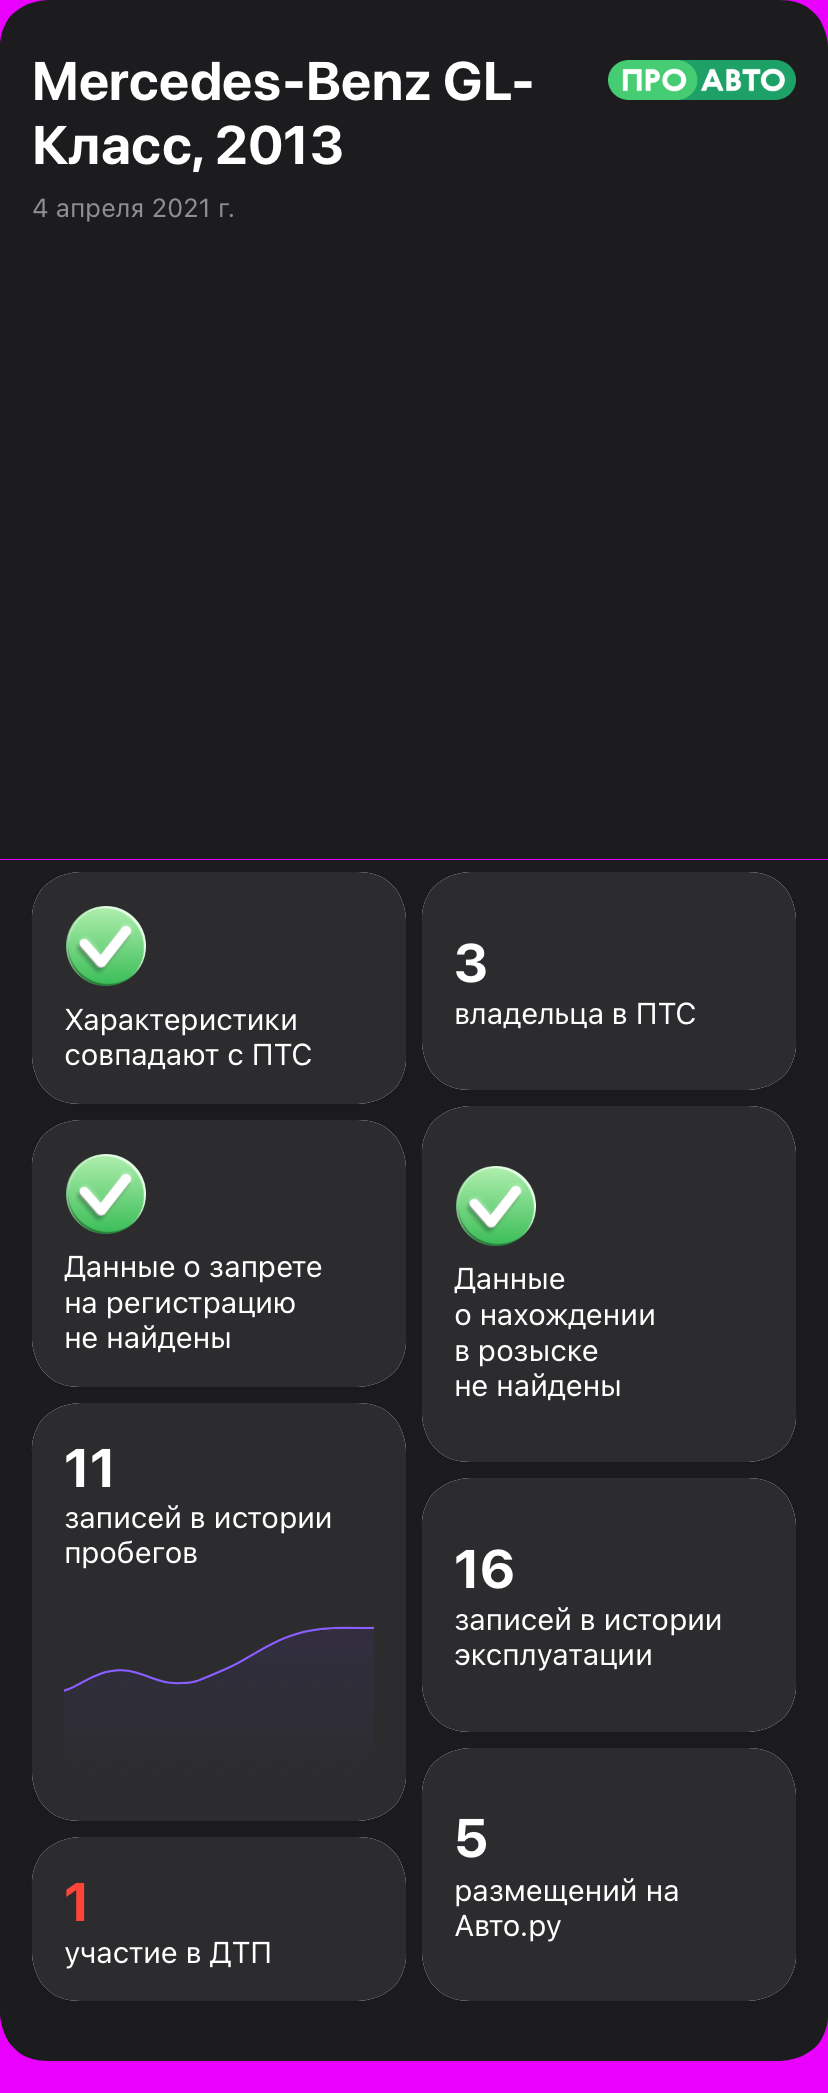 Mercedes-Benz GL-
Класс, 2013
ПРО АВТО
4 апреля 2021 г.
Характеристики
совпадают с ПТС
3
владельца в ПТС
Данные о запрете
на регистрацию
не найдены
Данные
о нахождении
в розыске
не найдены
11
записей в истории
пробегов
16
записей в истории
эксплуатации
1
участие в ДТП
5
размещений на
Авто.ру